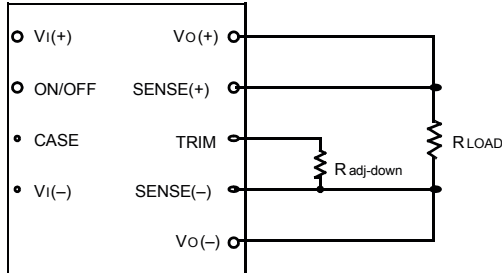 VI(+)
VO(+)
ON/OFF
SENSE(+)
CASE
TRIM
RLOAD
Radj-down
VI(–)
SENSE(–)
VO(–)